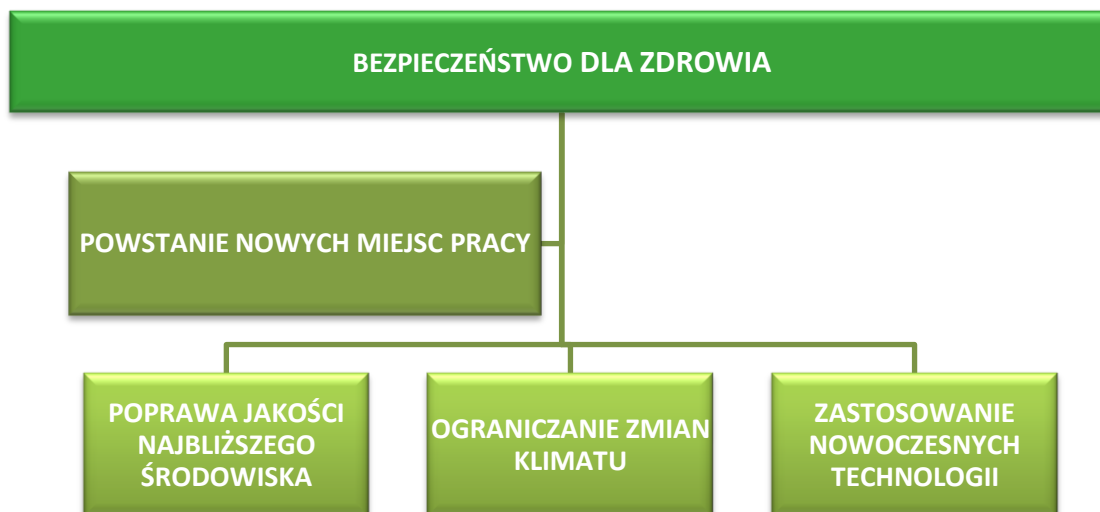 BEZPIECZEŃSTWO DLA ZDROWIA
POWSTANIE NOWYCH MIEJSC PRACY
POPRAWA JAKOŚCI
NAJBLIŻSZEGO
ŚRODOWISKA
OGRANICZANIE ZMIAN
KLIMATU
ZASTOSOWANIE
NOWOCZESNYCH
TECHNOLOGII